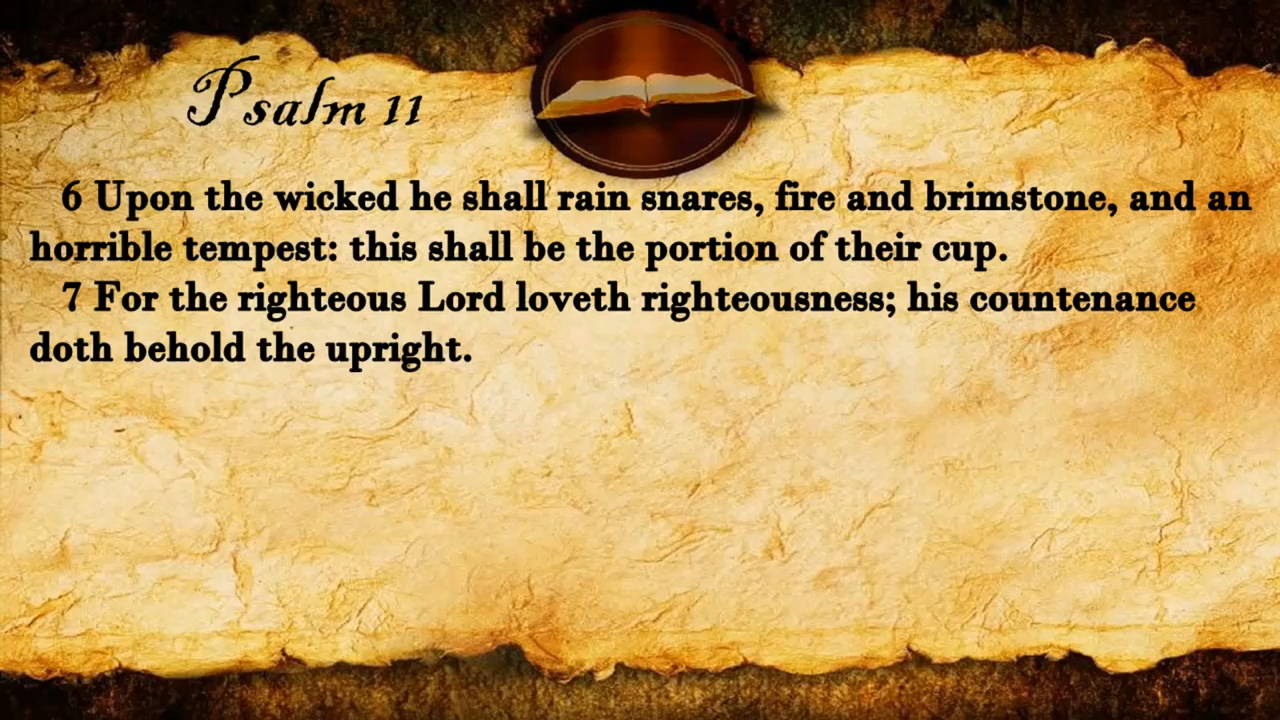 Psalm 11
6 Upon the wicked he shall rain snares, fire and brimstone, and an
horrible tempest: this shall be the portion of their cup.
7 For the righteous Lord loveth righteousness; his countenance
doth behold the upright.